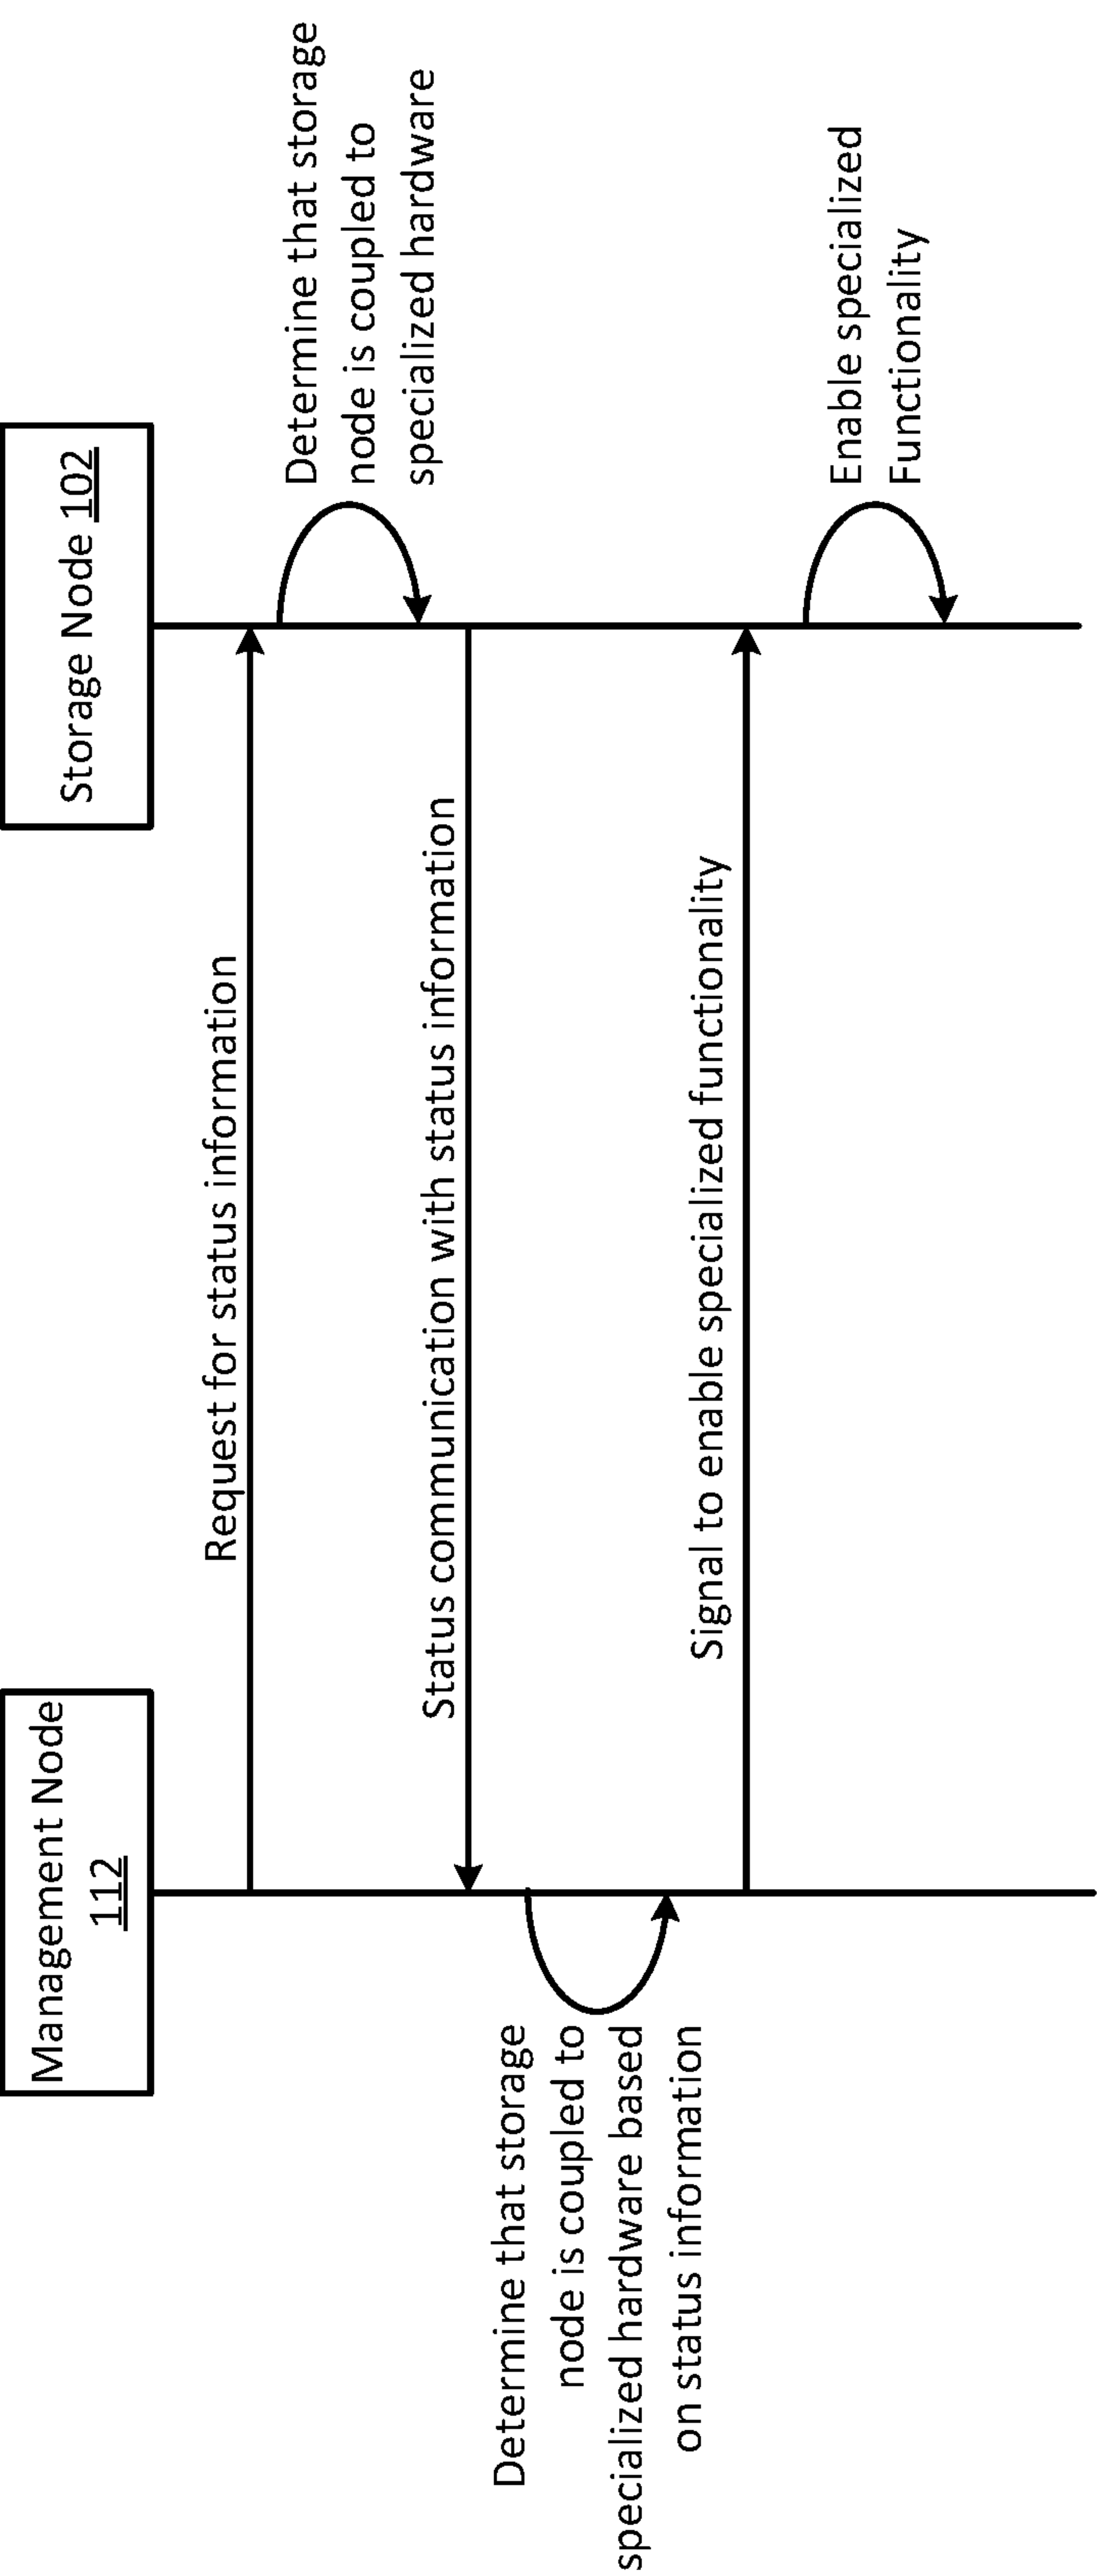 Management Node
112
Storage Node 102
Request for status information
Determine that storage
node is coupled to
specialized hardware
Status communication with status information
Determine that storage
node is coupled to
specialized hardware based
on status information
Signal to enable specialized functionality
Enable specialized
Functionality